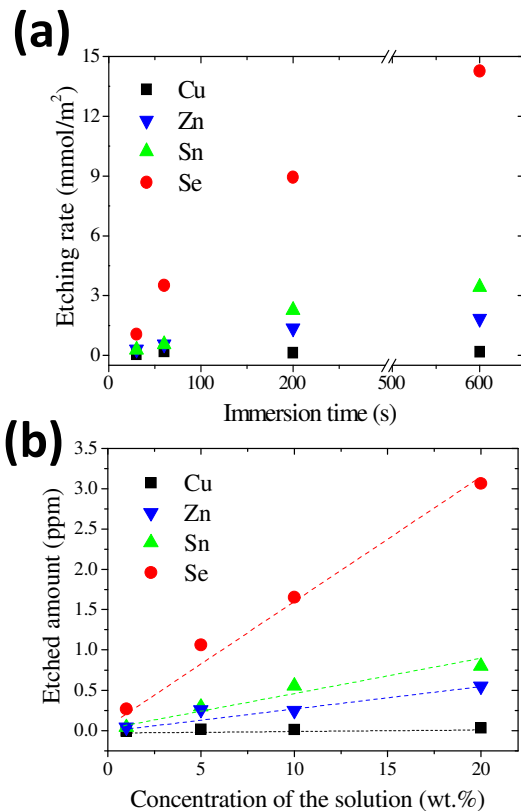 (a)
15
12
9
6
3
0
Etching rate (mmol/m²)
Cu
Zn
Sn
Se
0 100 200 500 600
Immersion time (s)
(b)
3.5
3.0
2.5
2.0
1.5
1.0
0.5
0.0
Etched amount (ppm)
Cu
Zn
Sn
Se
5 10 15 20
Concentration of the solution (wt.%)